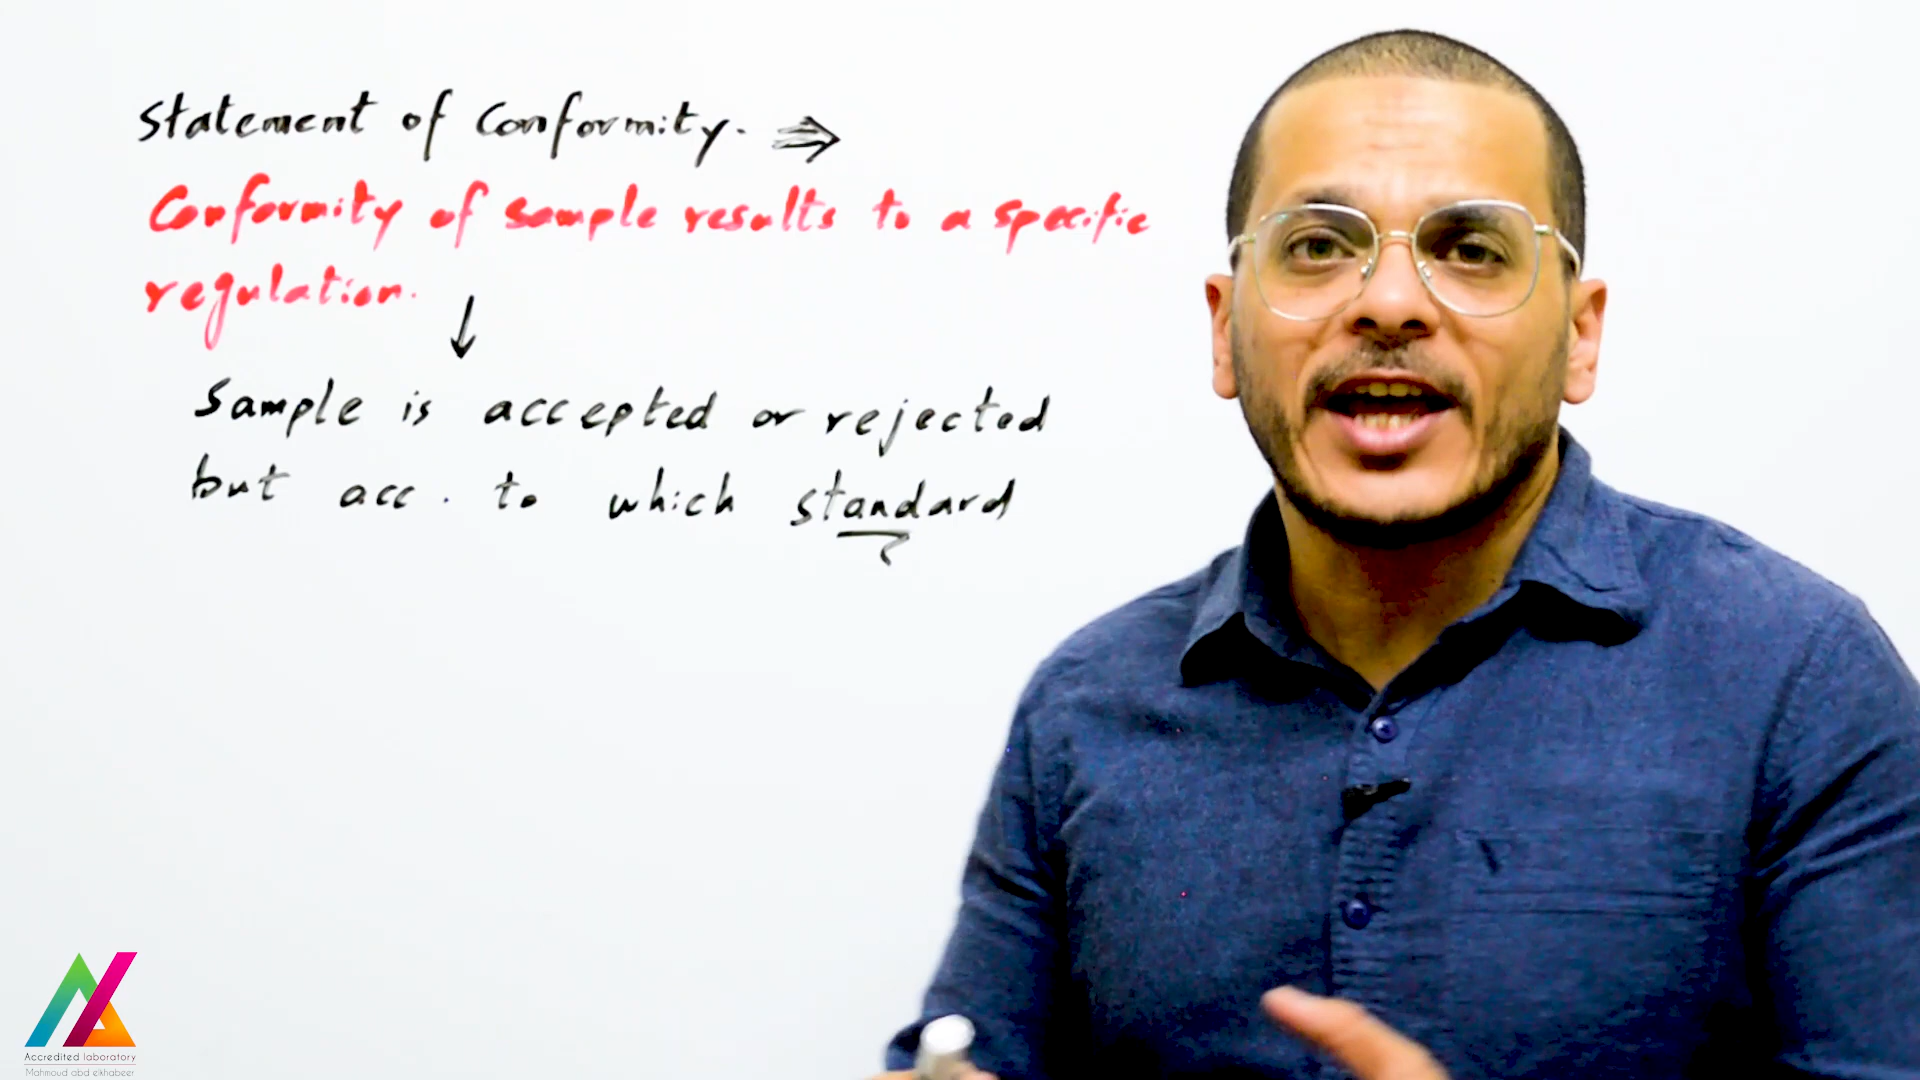 Statement of Conformity. ⇒
Conformity of sample results to a specific
regulation.
↓
Sample is accepted or rejected
but acc. to which standard
Accredited laboratory
Mahmoud abd elkhabeer